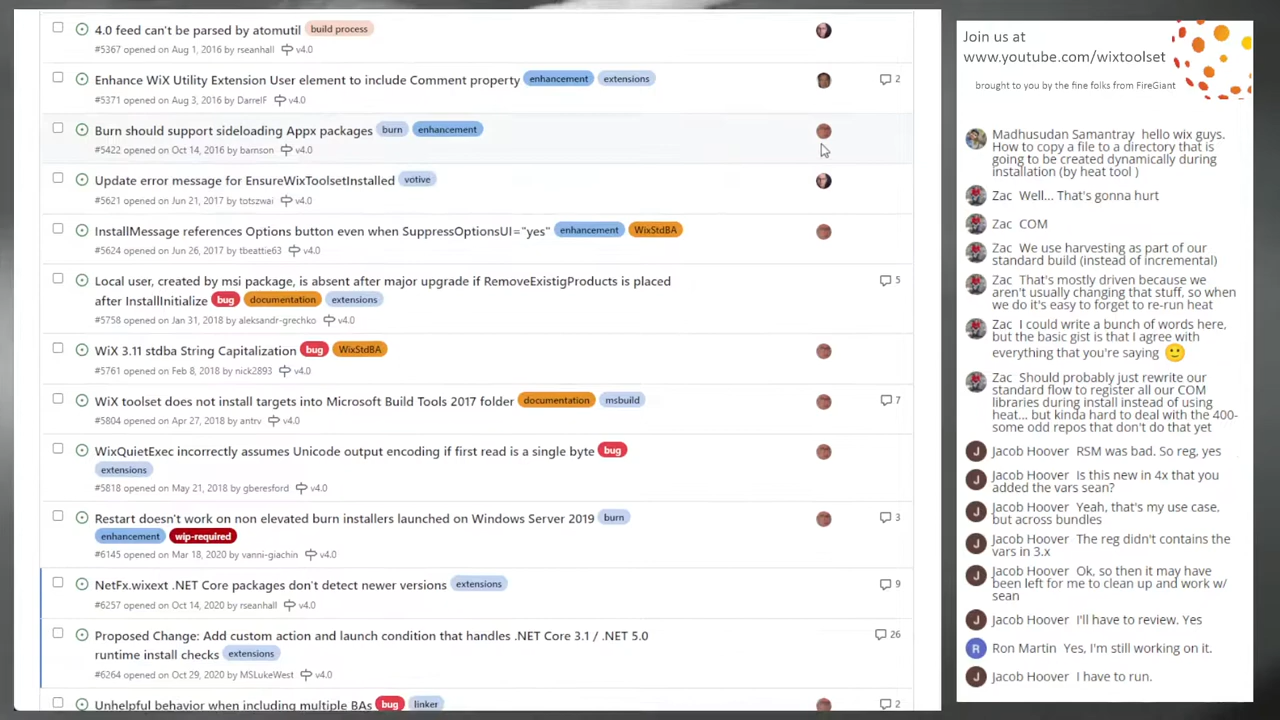 4.0 feed can't be parsed by atomutil build process
#5367 opened on Aug 1, 2016 by rseanhall v4.0
Enhance WiX Utility Extension User element to include Comment property enhancement extensions 2
#5371 opened on Aug 3, 2016 by DarrelF v4.0
Burn should support sideloading Appx packages burn enhancement
#5422 opened on Oct 14, 2016 by barnson v4.0
Update error message for EnsureWixToolsetInstalled votive
#5621 opened on Jun 21, 2017 by totszwai v4.0
InstallMessage references Options button even when SuppressOptionsUI="yes" enhancement WixStdBA
#5624 opened on Jun 26, 2017 by tbeattie63 v4.0
Local user, created by msi package, is absent after major upgrade if RemoveExistigProducts is placed 5
after InstallInitialize bug documentation extensions
#5758 opened on Jan 31, 2018 by aleksandr-grechko v4.0
WiX 3.11 stdba String Capitalization bug WixStdBA
#5761 opened on Feb 8, 2018 by nick2893 v4.0
WiX toolset does not install targets into Microsoft Build Tools 2017 folder documentation msbuild 7
#5804 opened on Apr 27, 2018 by antrv v4.0
WixQuietExec incorrectly assumes Unicode output encoding if first read is a single byte bug
extensions
#5818 opened on May 21, 2018 by gberesford v4.0
Restart doesn't work on non elevated burn installers launched on Windows Server 2019 burn 3
enhancement wip-required
#6145 opened on Mar 18, 2020 by vanni-giachin v4.0
NetFx.wixext .NET Core packages don't detect newer versions extensions 9
#6257 opened on Oct 14, 2020 by rseanhall v4.0
Proposed Change: Add custom action and launch condition that handles .NET Core 3.1 / .NET 5.0 26
runtime install checks extensions
#6264 opened on Oct 29, 2020 by MSLukeWest v4.0
Unhelpful behavior when including multiple BAs bug linker 2
Join us at
www.youtube.com/wixtoolset
brought to you by the fine folks from FireGiant
Madhusudan Samantray hello wix guys.
How to copy a file to a directory that is
going to be created dynamically during
installation (by heat tool )
Zac Well... That's gonna hurt
Zac COM
Zac We use harvesting as part of our
standard build (instead of incremental)
Zac That's mostly driven because we
aren't usually changing that stuff, so when
we do it's easy to forget to re-run heat
Zac I could write a bunch of words here,
but the basic gist is that I agree with
everything that you're saying 🙂
Zac Should probably just rewrite our
standard flow to register all our COM
libraries during install instead of using
heat... but kinda hard to deal with the 400-
some odd repos that don't do that yet
J Jacob Hoover RSM was bad. So reg, yes
J Jacob Hoover Is this new in 4x that you
added the vars sean?
J Jacob Hoover Yeah, that's my use case,
but across bundles
J Jacob Hoover The reg didn't contains the
vars in 3.x
J Jacob Hoover Ok, so then it may have
been left for me to clean up and work w/
sean
J Jacob Hoover I'll have to review. Yes
R Ron Martin Yes, I'm still working on it.
J Jacob Hoover I have to run.